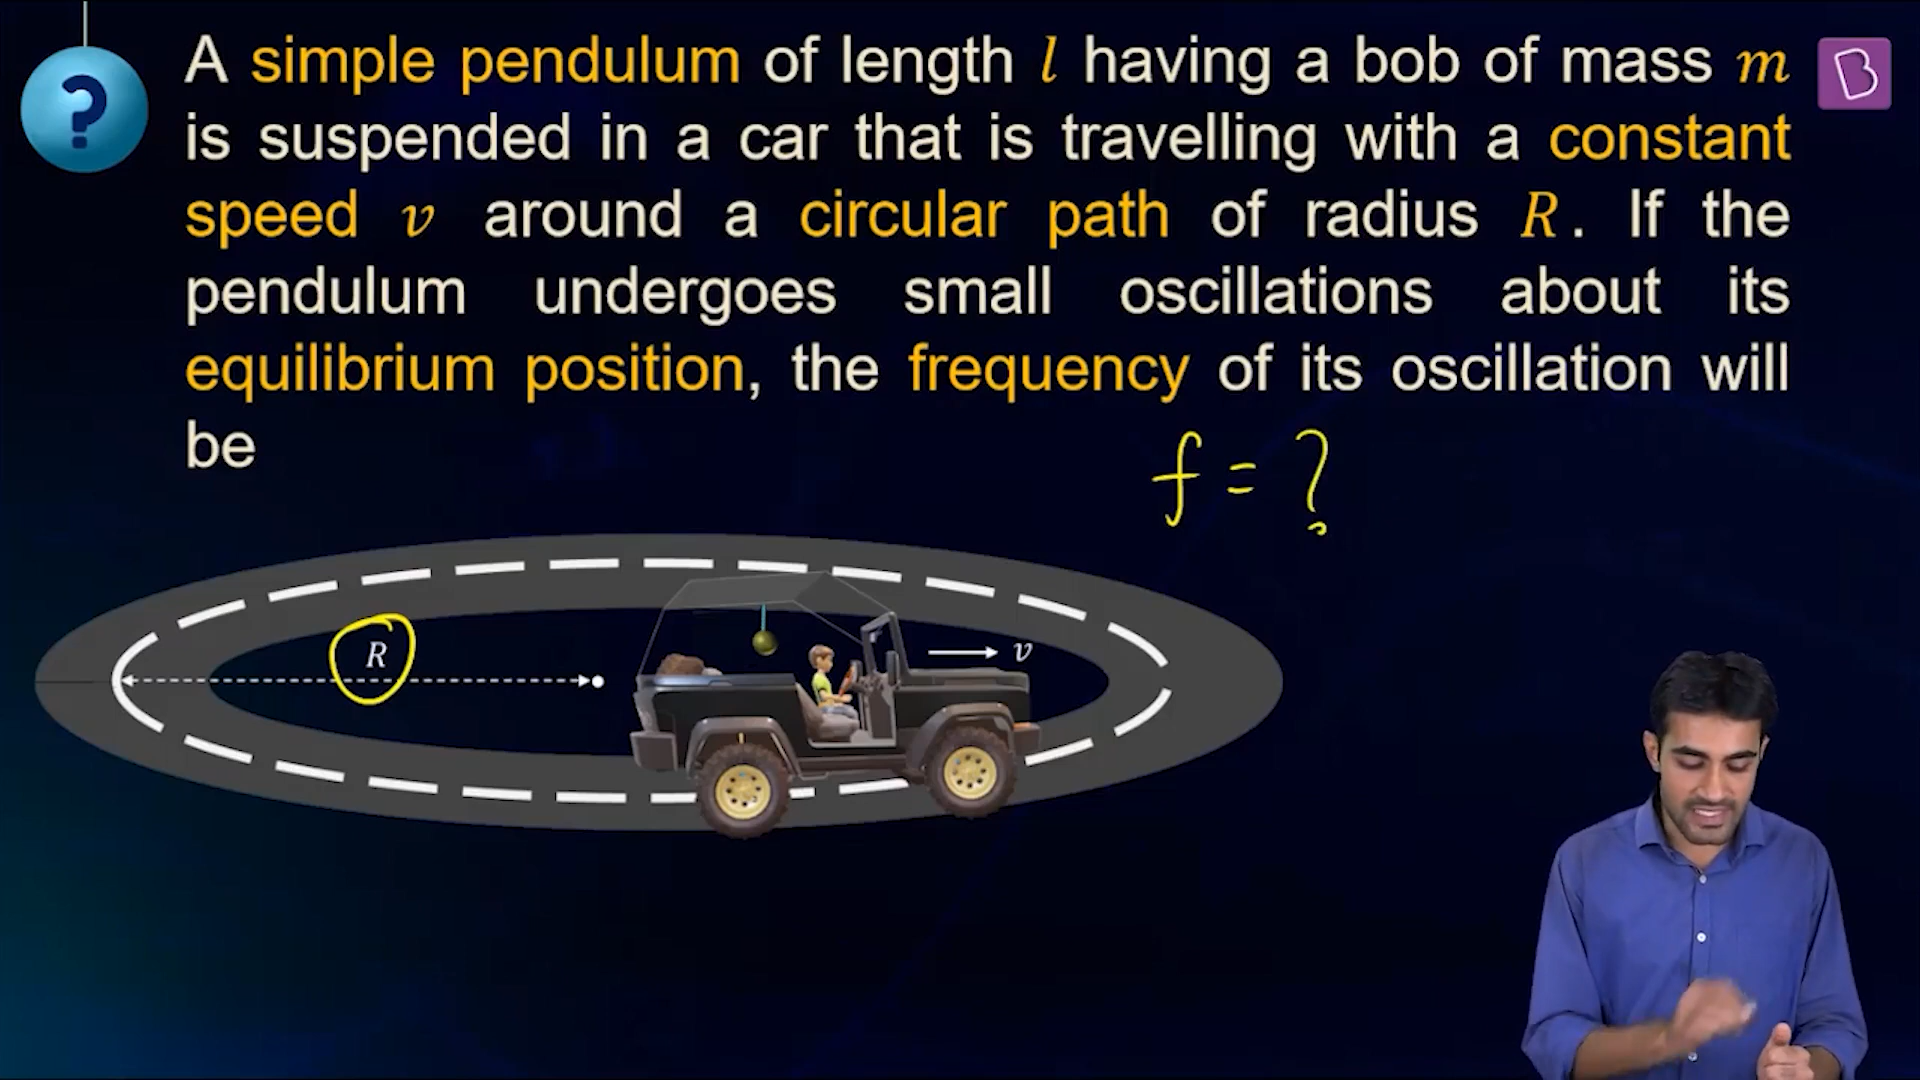 ?
A simple pendulum of length l having a bob of mass m
is suspended in a car that is travelling with a constant
speed v around a circular path of radius R. If the
pendulum undergoes small oscillations about its
equilibrium position, the frequency of its oscillation will
be
f = ?
R
v
B